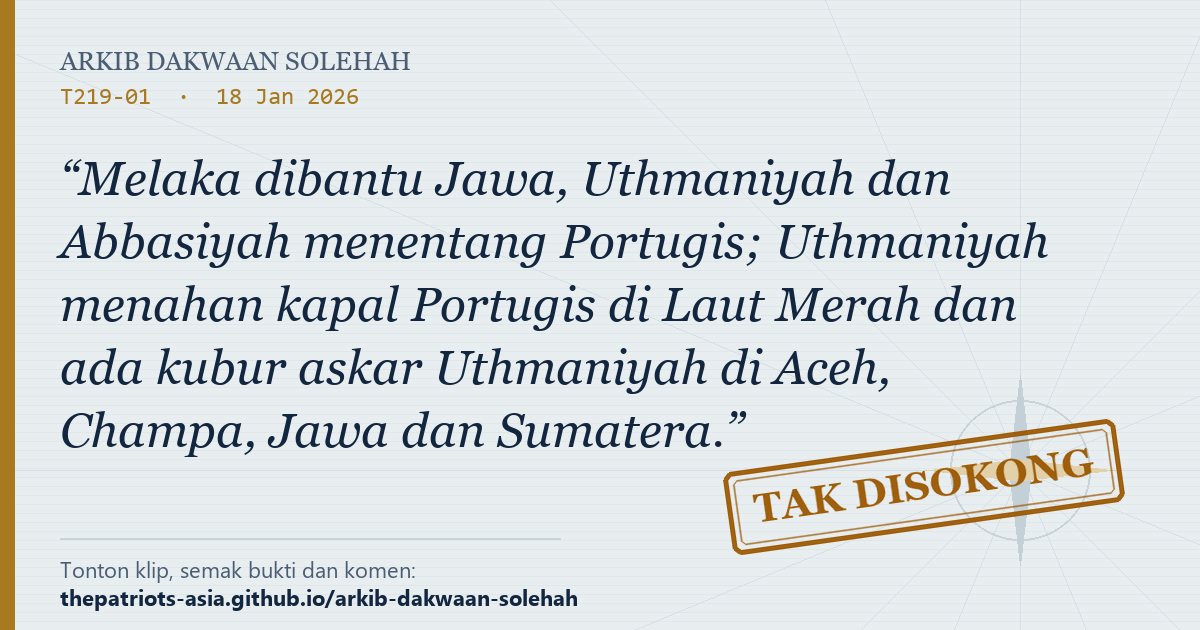 ARKIB DAKWAAN SOLEHAH
T219-01 · 18 Jan 2026
“Melaka dibantu Jawa, Uthmaniyah dan
Abbasiyah menentang Portugis; Uthmaniyah
menahan kapal Portugis di Laut Merah dan
ada kubur askar Uthmaniyah di Aceh,
Champa, Jawa dan Sumatera.”
TAK DISOKONG
Tonton klip, semak bukti dan komen:
thepatriots-asia.github.io/arkib-dakwaan-solehah